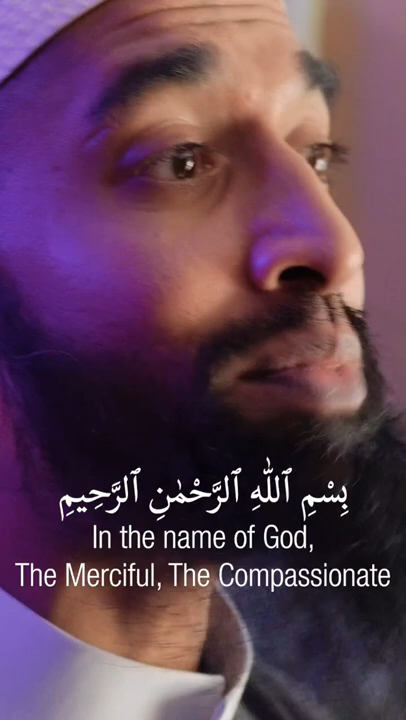 بِسْمِ ٱللَّهِ ٱلرَّحْمَٰنِ ٱلرَّحِيمِ
In the name of God,
The Merciful, The Compassionate